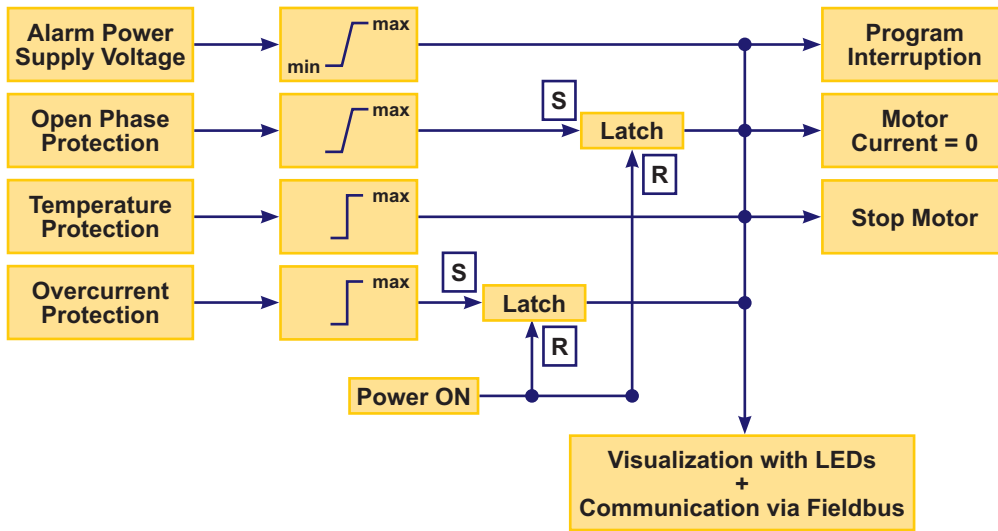 Alarm Power
Supply Voltage
max
min
Program
Interruption
Open Phase
Protection
max
S
Latch
R
Motor
Current = 0
Temperature
Protection
max
Stop Motor
Overcurrent
Protection
max
S
Latch
R
Power ON
Visualization with LEDs
+
Communication via Fieldbus